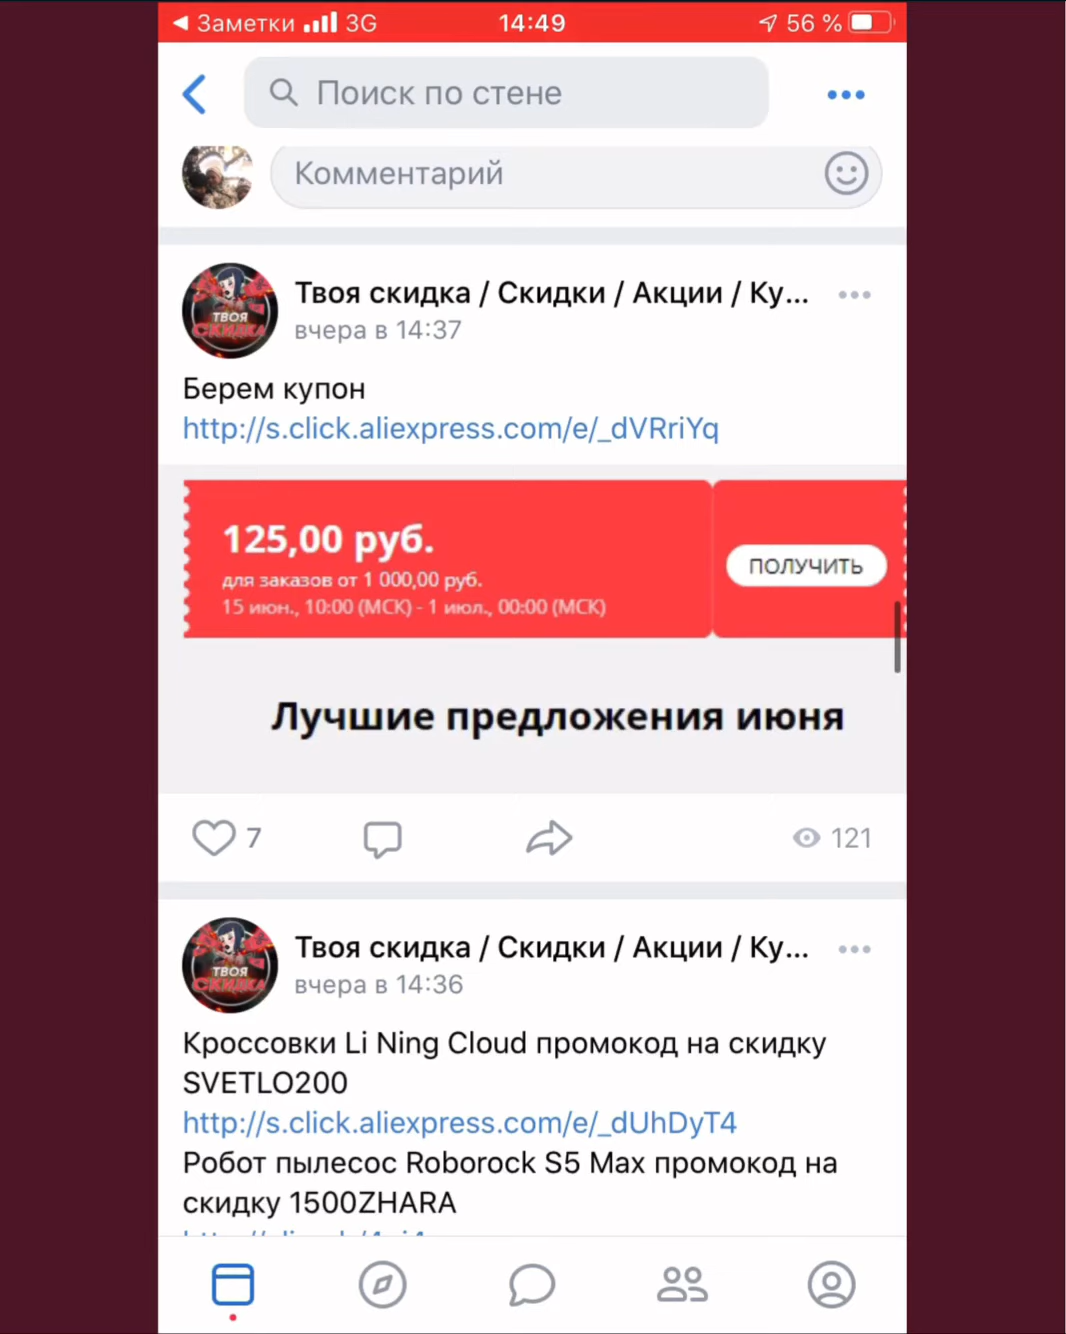 Заметки 3G 14:49 56 %
Поиск по стене
Комментарий
Твоя скидка / Скидки / Акции / Ку...
ТВОЯ
СКИДКА
вчера в 14:37
Берем купон
http://s.click.aliexpress.com/e/_dVRriYq
125,00 руб.
для заказов от 1 000,00 руб.
15 июн., 10:00 (МСК) - 1 июл., 00:00 (МСК)
ПОЛУЧИТЬ
Лучшие предложения июня
7 121
Твоя скидка / Скидки / Акции / Ку...
ТВОЯ
СКИДКА
вчера в 14:36
Кроссовки Li Ning Cloud промокод на скидку
SVETLO200
http://s.click.aliexpress.com/e/_dUhDyT4
Робот пылесос Roborock S5 Max промокод на
скидку 1500ZHARA